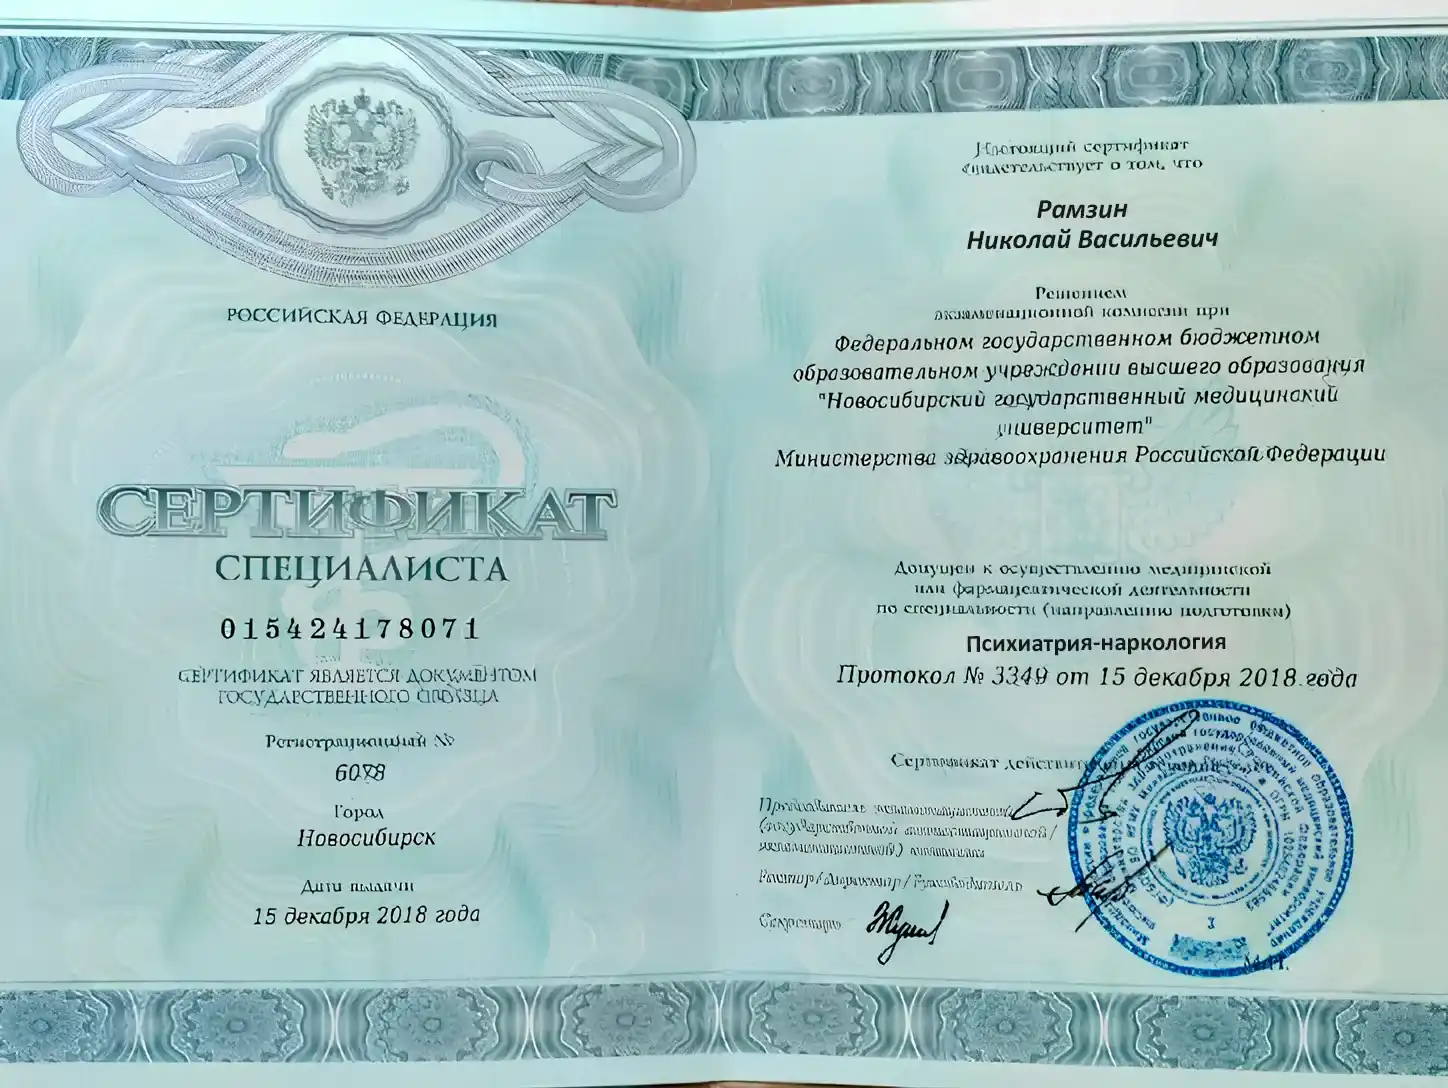 РОССИЙСКАЯ ФЕДЕРАЦИЯ
СЕРТИФИКАТ
СПЕЦИАЛИСТА
015424178071
СЕРТИФИКАТ ЯВЛЯЕТСЯ ДОКУМЕНТОМ
ГОСУДАРСТВЕННОГО ОБРАЗЦА
Регистрационный №
Город
Новосибирск
Дата выдачи
15 декабря 2018 года
Настоящий сертификат
свидетельствует о том, что
Рамзин
Николай Васильевич
Решением
экзаменационной комиссии при
Федеральном государственном бюджетном
образовательном учреждении высшего образования
"Новосибирский государственный медицинский
университет"
Министерства здравоохранения Российской Федерации
Допущен к осуществлению медицинской
или фармацевтической деятельности
по специальности (направлению подготовки)
Психиатрия-наркология
Протокол № 3349 от 15 декабря 2018 года
Сертификат
Секретарь